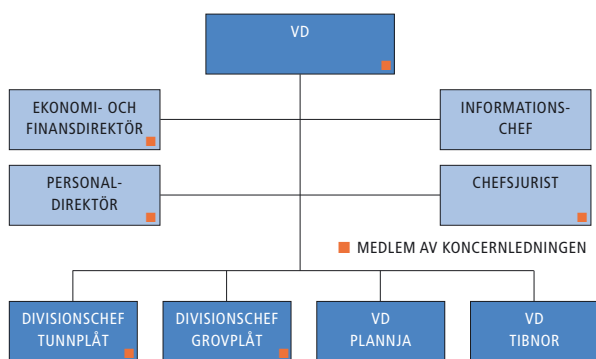 VD
EKONOMI- OCH
FINANSDIREKTÖR
INFORMATIONS-
CHEF
PERSONAL-
DIREKTÖR
CHEFSJURIST
MEDLEM AV KONCERNLEDNINGEN
DIVISIONSCHEF
TUNNPLÅT
DIVISIONSCHEF
GROVPLÅT
VD
PLANNJA
VD
TIBNOR